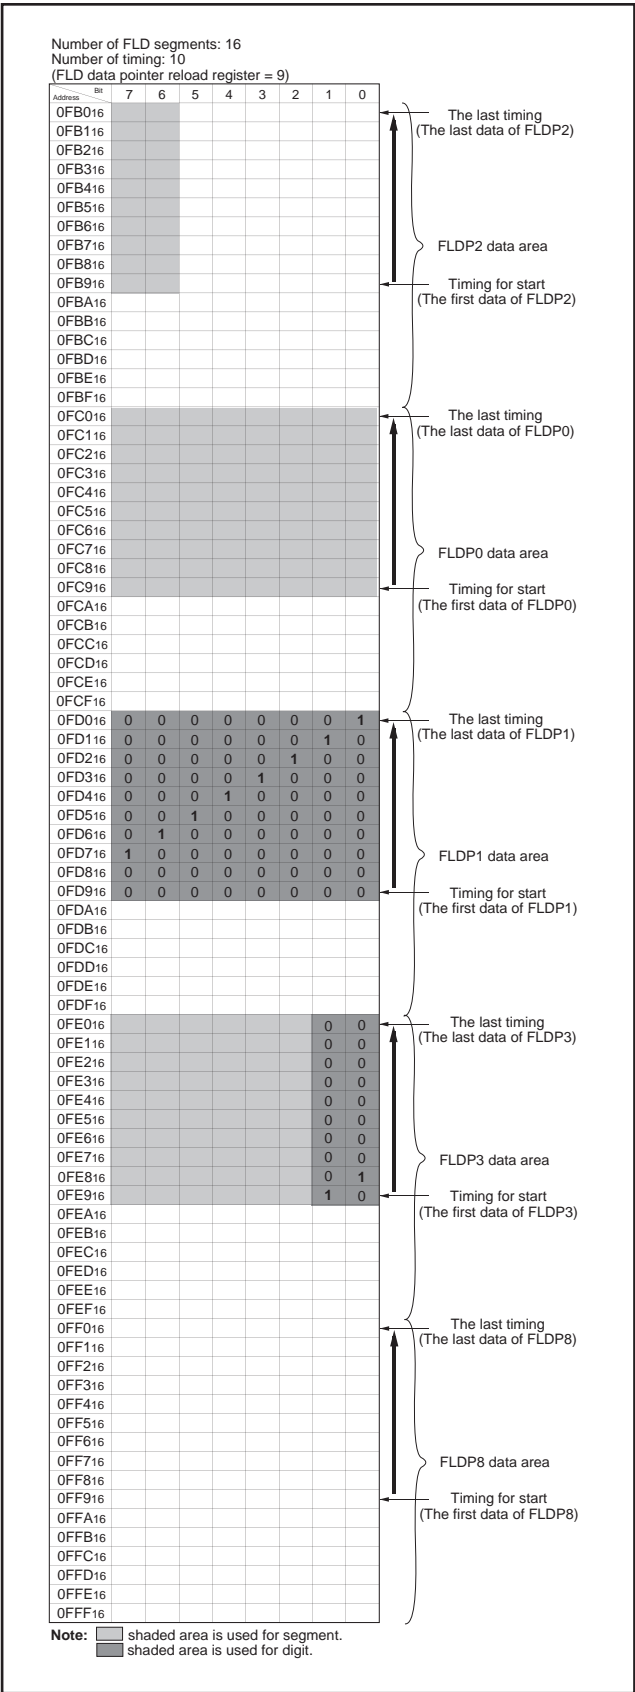 Number of FLD segments: 16
Number of timing: 10
(FLD data pointer reload register = 9)
Address Bit 7 6 5 4 3 2 1 0
0FB016 The last timing
(The last data of FLDP2)
0FB116
0FB216
0FB316
0FB416
0FB516
0FB616
0FB716 FLDP2 data area
0FB816
0FB916 Timing for start
(The first data of FLDP2)
0FBA16
0FBB16
0FBC16
0FBD16
0FBE16
0FBF16
0FC016 The last timing
(The last data of FLDP0)
0FC116
0FC216
0FC316
0FC416
0FC516
0FC616
0FC716 FLDP0 data area
0FC816
0FC916 Timing for start
(The first data of FLDP0)
0FCA16
0FCB16
0FCC16
0FCD16
0FCE16
0FCF16
0FD016 0 0 0 0 0 0 0 1 The last timing
(The last data of FLDP1)
0FD116 0 0 0 0 0 0 1 0
0FD216 0 0 0 0 0 1 0 0
0FD316 0 0 0 0 1 0 0 0
0FD416 0 0 0 1 0 0 0 0
0FD516 0 0 1 0 0 0 0 0
0FD616 0 1 0 0 0 0 0 0
0FD716 1 0 0 0 0 0 0 0 FLDP1 data area
0FD816 0 0 0 0 0 0 0 0
0FD916 0 0 0 0 0 0 0 0 Timing for start
(The first data of FLDP1)
0FDA16
0FDB16
0FDC16
0FDD16
0FDE16
0FDF16
0FE016 0 0 The last timing
(The last data of FLDP3)
0FE116 0 0
0FE216 0 0
0FE316 0 0
0FE416 0 0
0FE516 0 0
0FE616 0 0
0FE716 0 0 FLDP3 data area
0FE816 0 1
0FE916 1 0 Timing for start
(The first data of FLDP3)
0FEA16
0FEB16
0FEC16
0FED16
0FEE16
0FEF16
0FF016 The last timing
(The last data of FLDP8)
0FF116
0FF216
0FF316
0FF416
0FF516
0FF616
0FF716 FLDP8 data area
0FF816
0FF916 Timing for start
(The first data of FLDP8)
0FFA16
0FFB16
0FFC16
0FFD16
0FFE16
0FFF16
Note: shaded area is used for segment.
shaded area is used for digit.